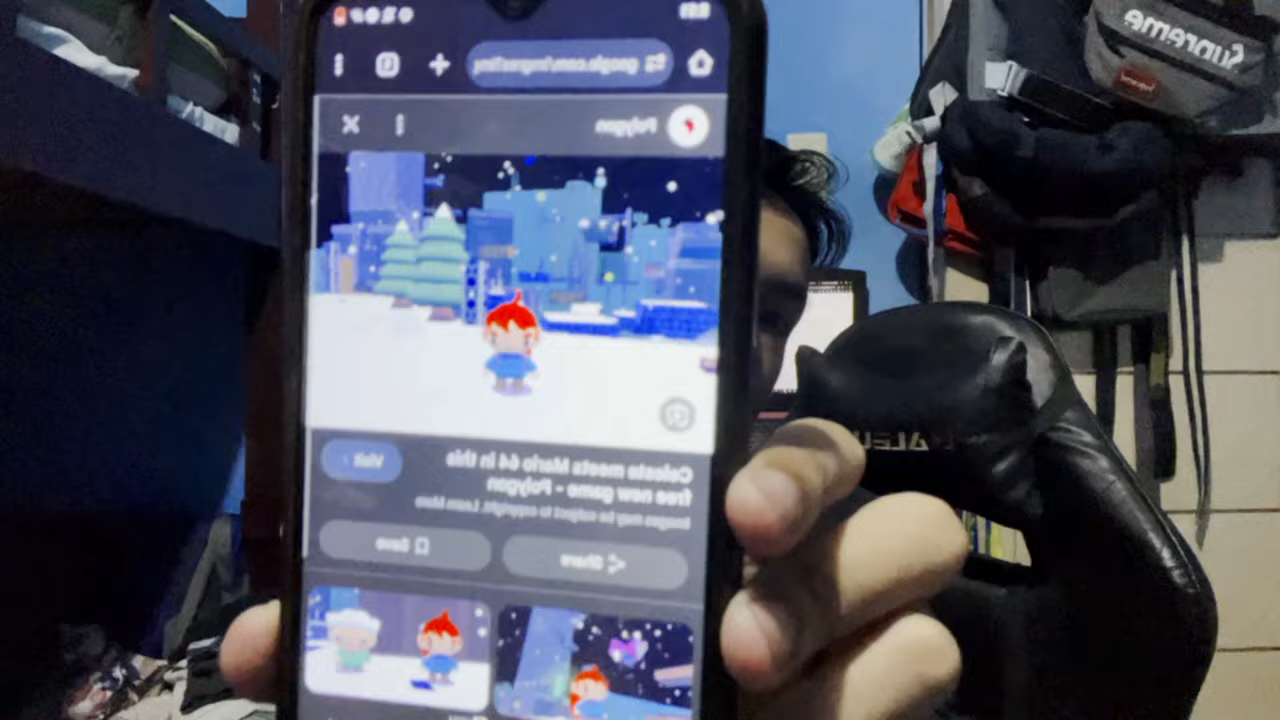 google.com/imgres?im
Polygon
Celeste meets Mario 64 in this
free new game - Polygon
Visit
Images may be subject to copyright. Learn More
Share
Save
Supreme